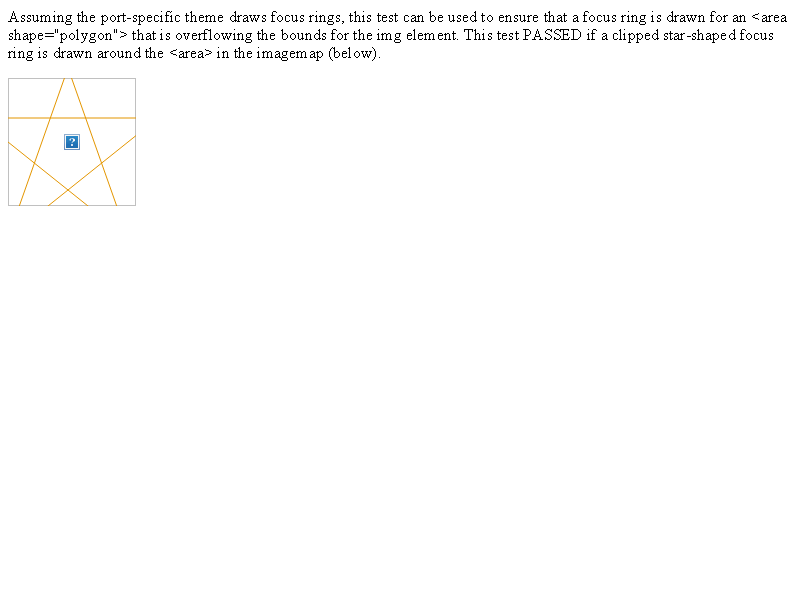 Assuming the port-specific theme draws focus rings, this test can be used to ensure that a focus ring is drawn for an <area
shape="polygon"> that is overflowing the bounds for the img element. This test PASSED if a clipped star-shaped focus
ring is drawn around the <area> in the imagemap (below).
?